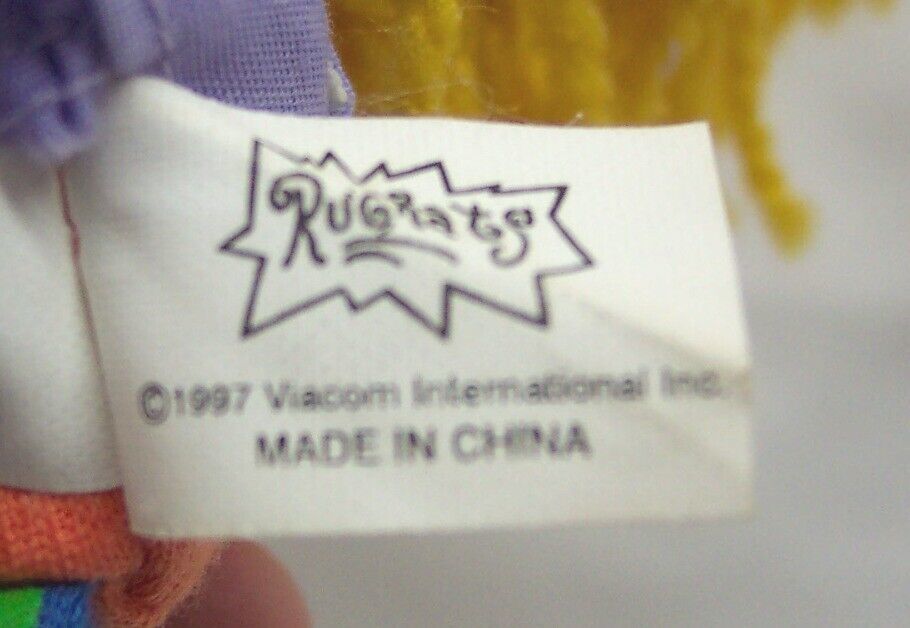 RUGRATS
©1997 Viacom International Inc.
MADE IN CHINA